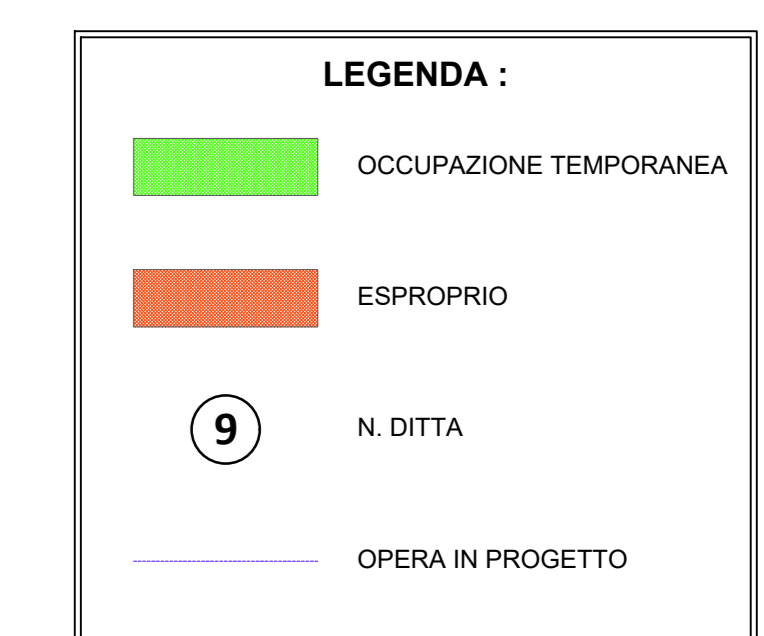 LEGENDA :
OCCUPAZIONE TEMPORANEA
ESPROPRIO
9 N. DITTA
OPERA IN PROGETTO